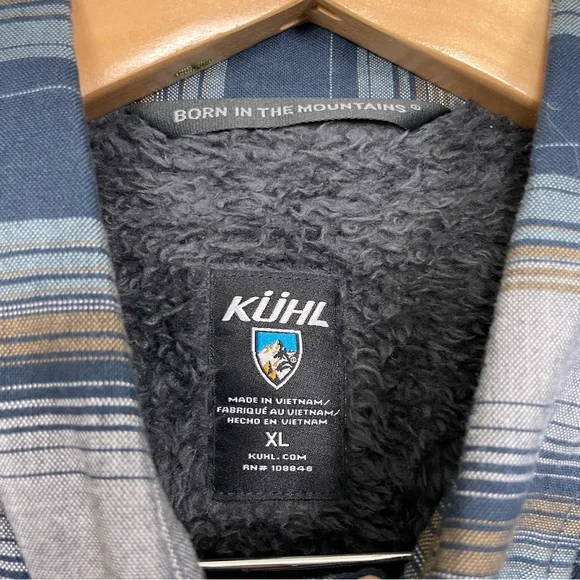 BORN IN THE MOUNTAINS ®
KÜHL
®
MADE IN VIETNAM/
FABRIQUÉ AU VIETNAM/
HECHO EN VIETNAM
XL
KUHL.COM
RN# 108846